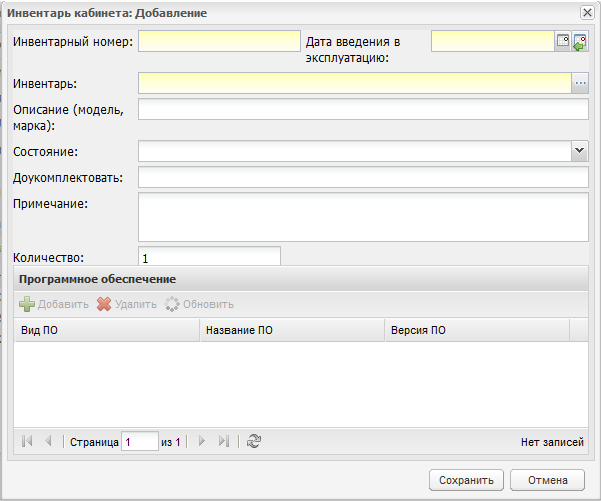 Инвентарь кабинета: Добавление
Инвентарный номер:
Дата введения в
эксплуатацию:
Инвентарь:
Описание (модель,
марка):
Состояние:
Доукомплектовать:
Примечание:
Количество: 1
Программное обеспечение
Добавить Удалить Обновить
Вид ПО Название ПО Версия ПО
Страница 1 из 1 Нет записей
Сохранить Отмена